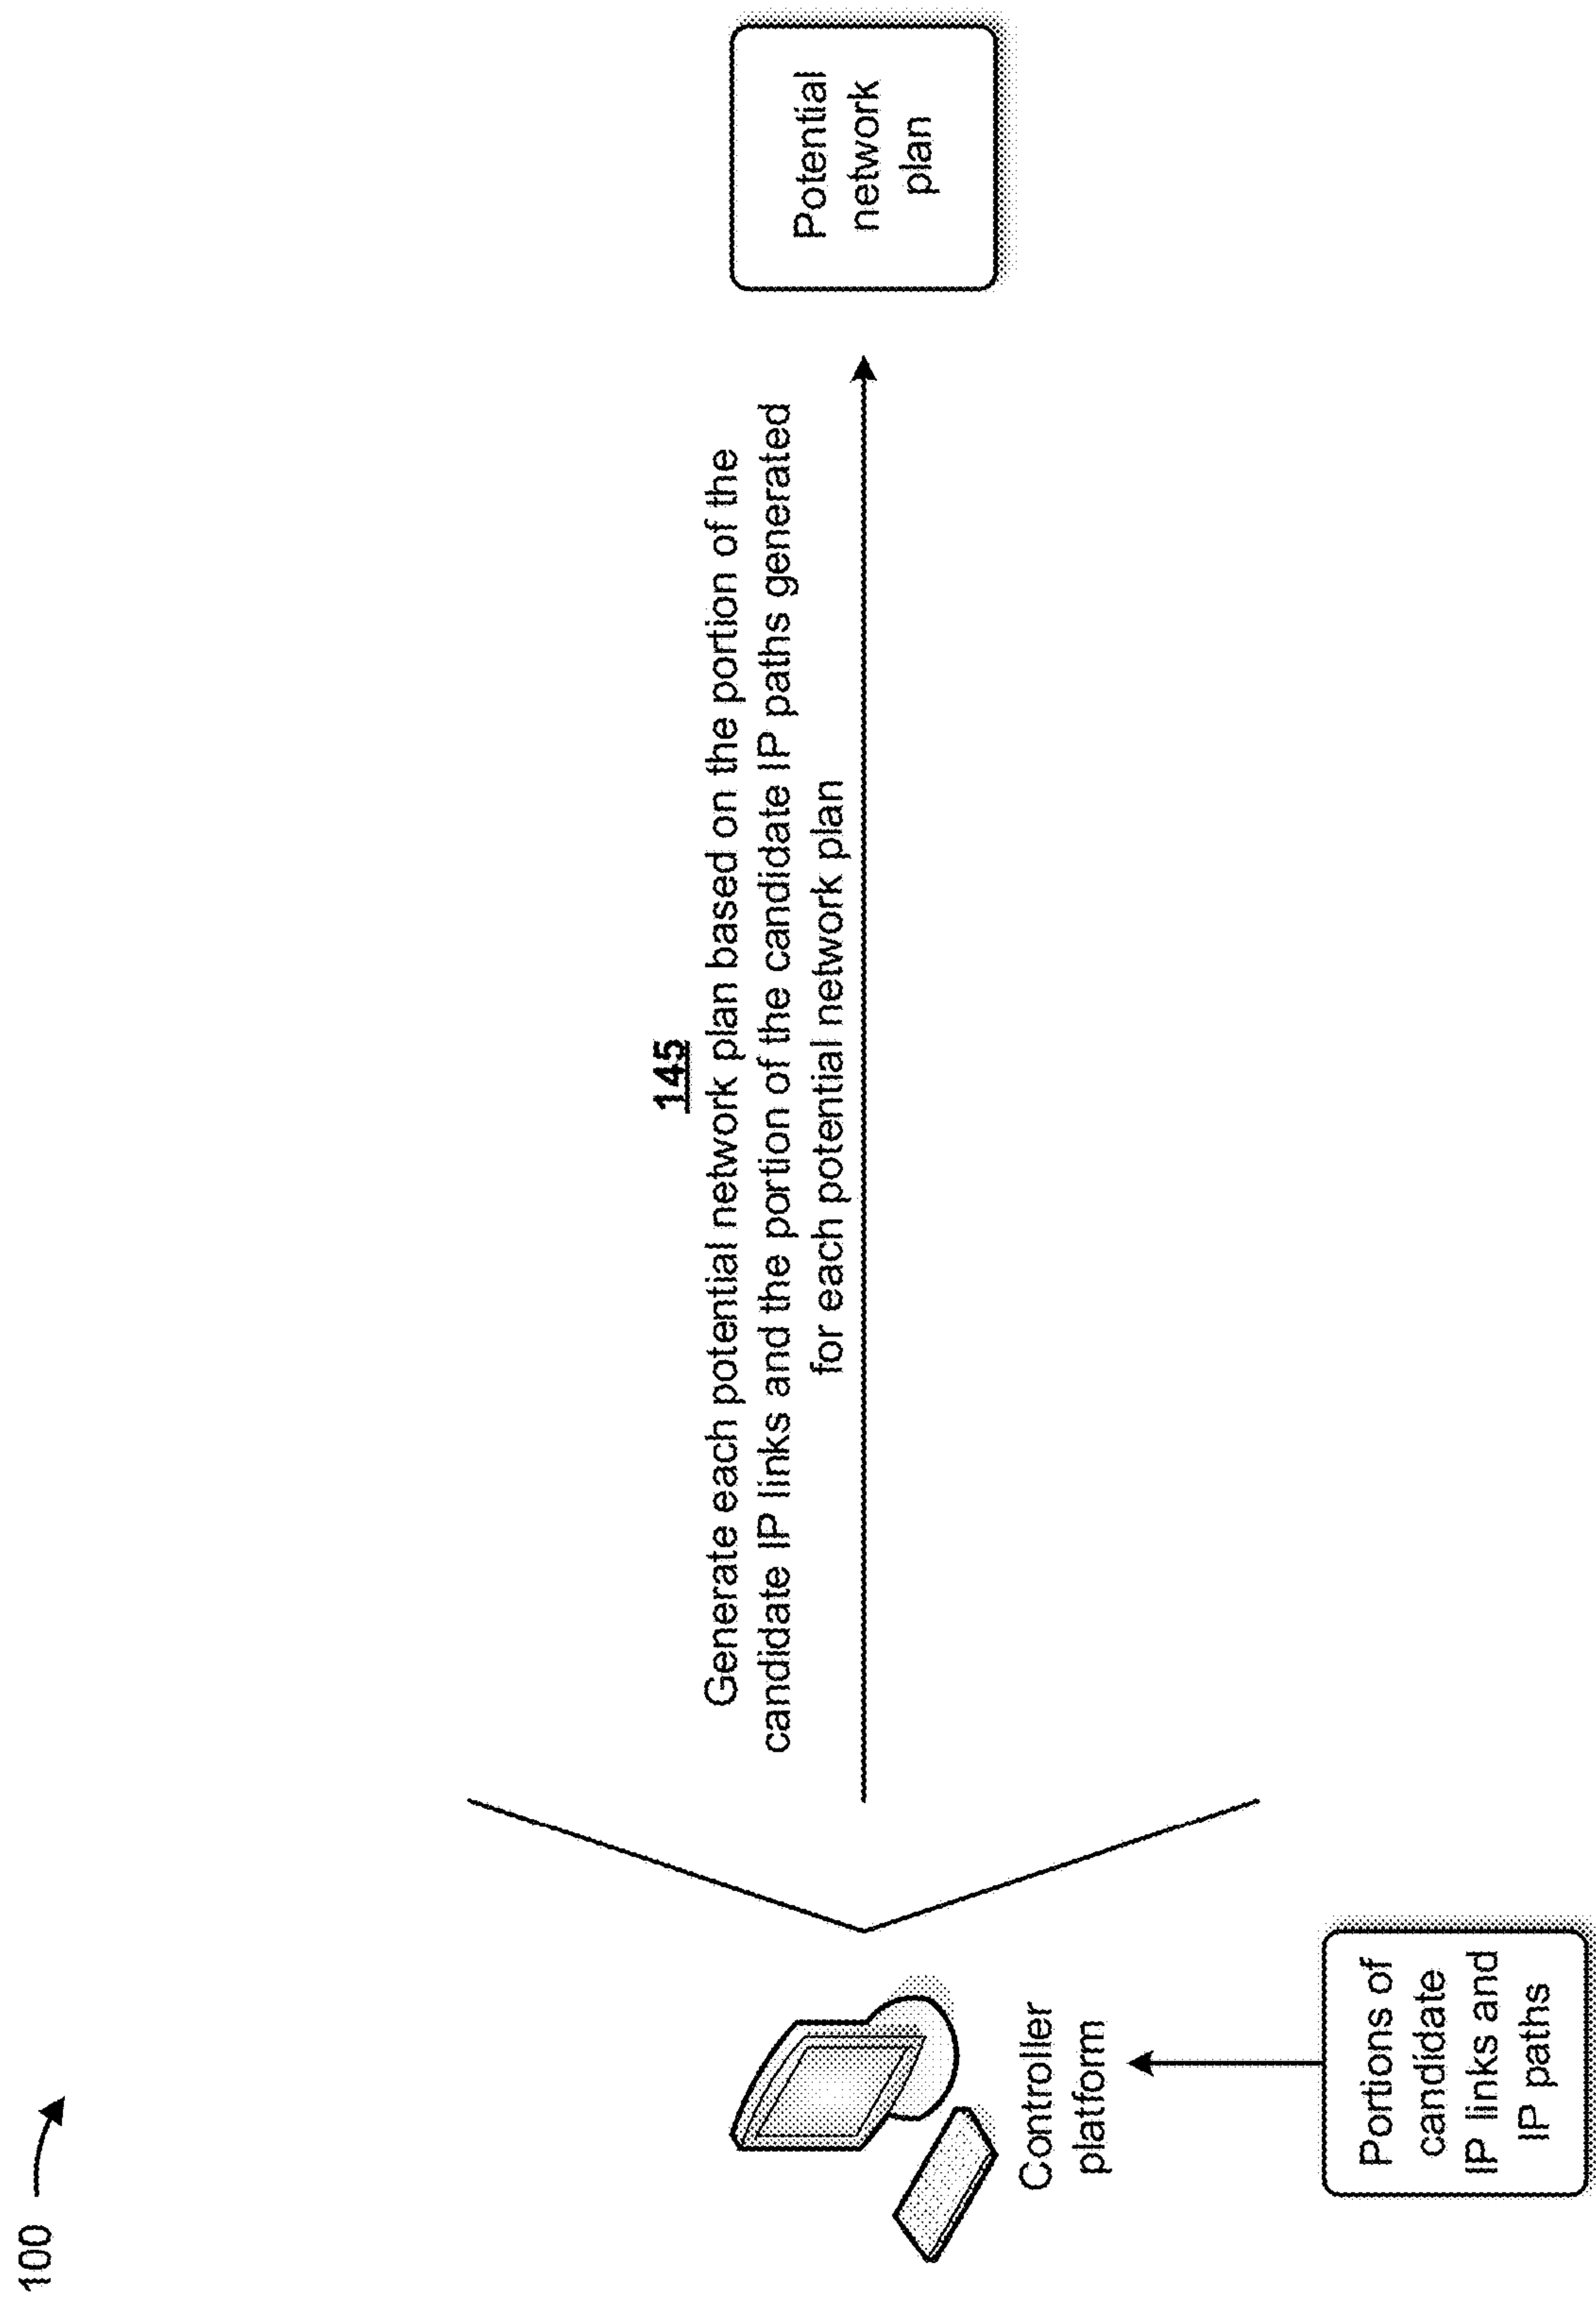 100
145
Generate each potential network plan based on the portion of the
candidate IP links and the portion of the candidate IP paths generated
for each potential network plan
Potential
network
plan
Controller
platform
Portions of
candidate
IP links and
IP paths